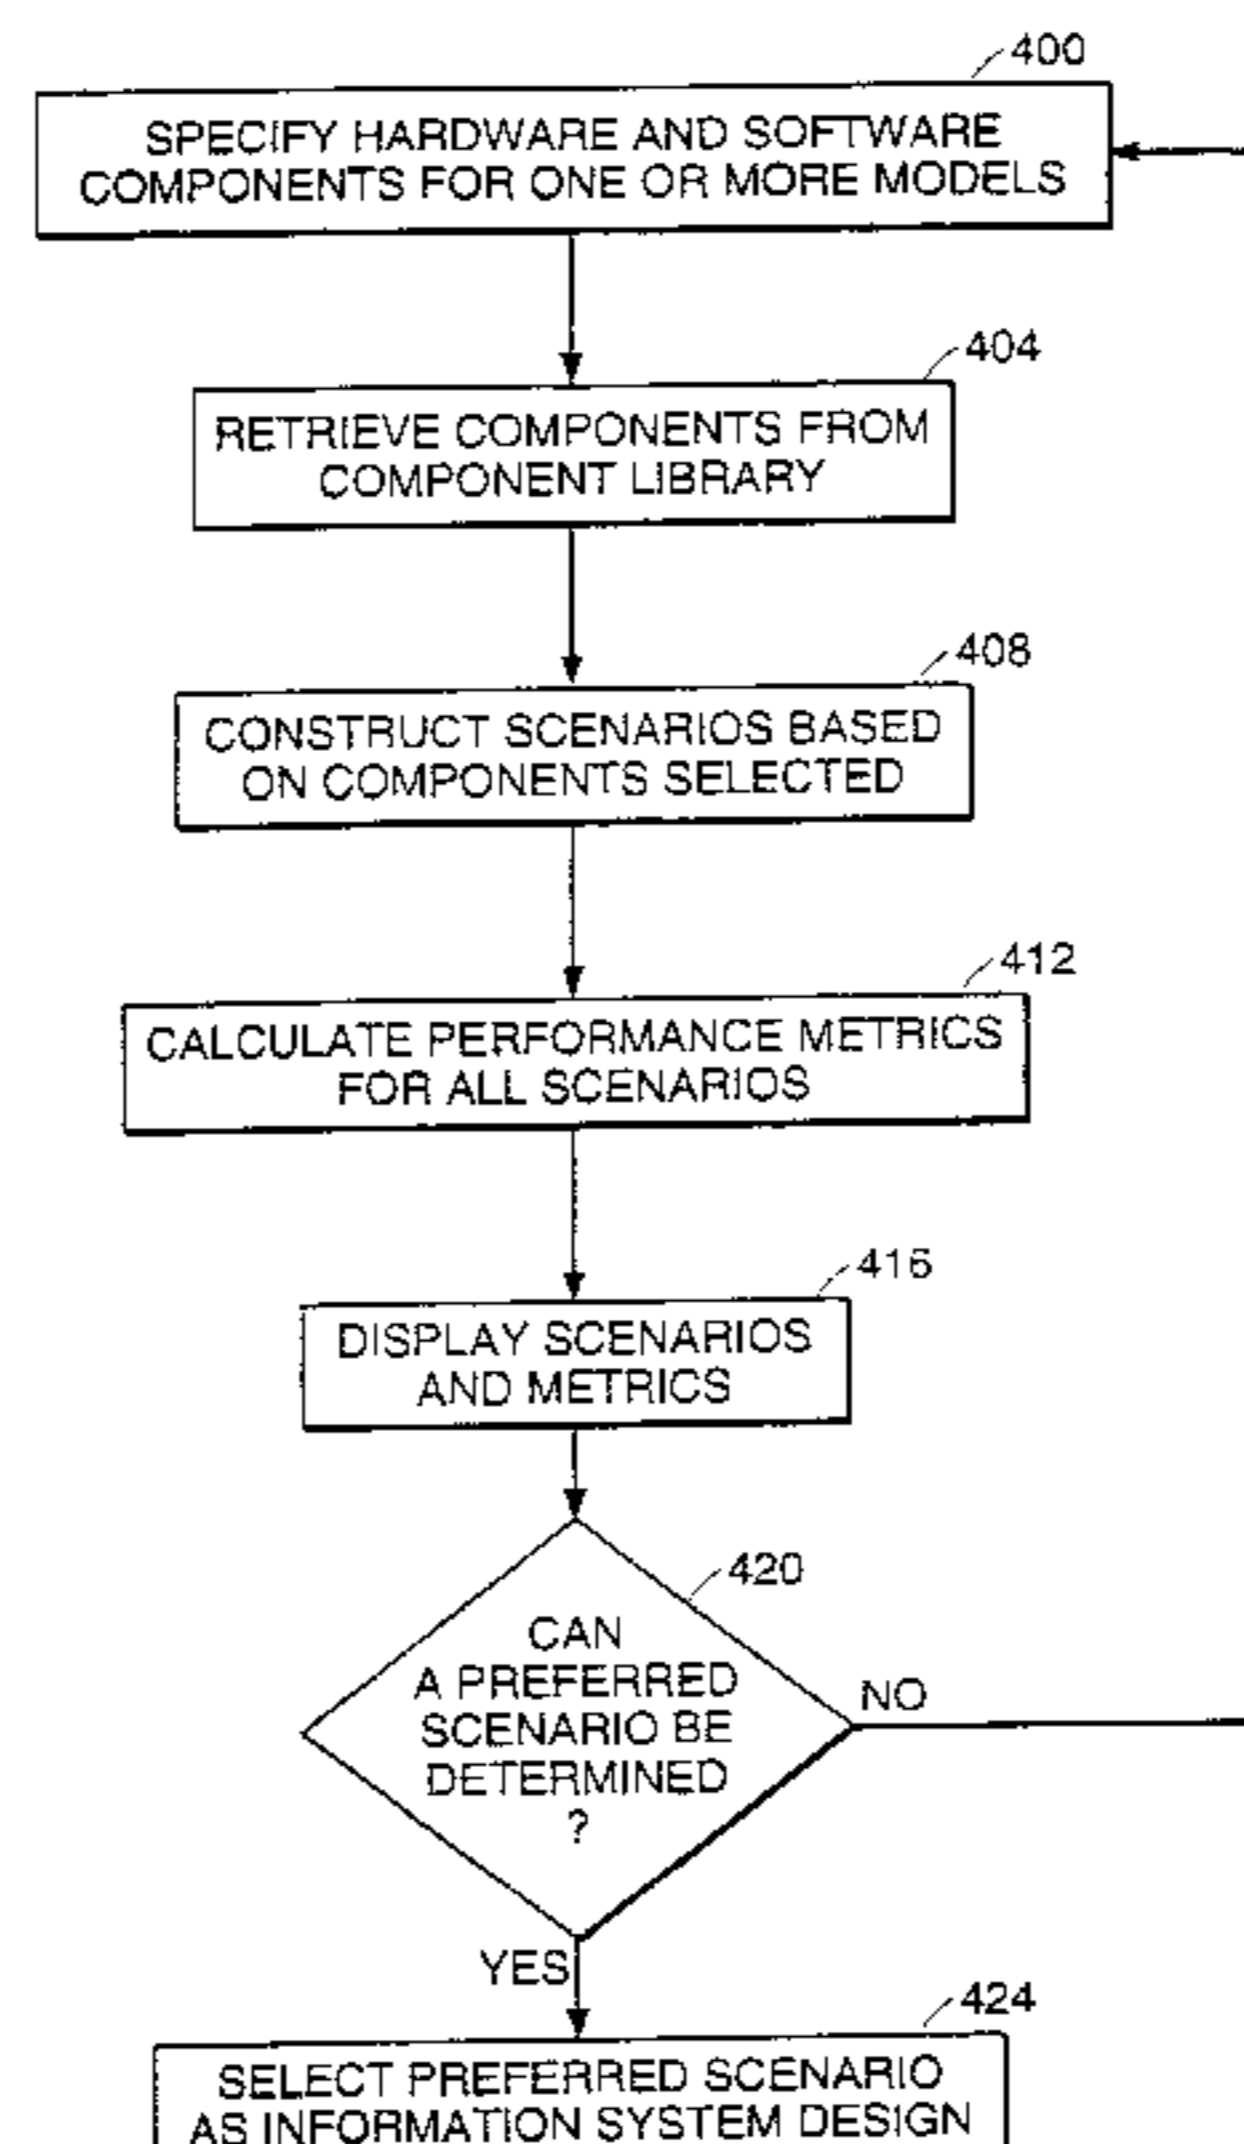 400
SPECIFY HARDWARE AND SOFTWARE
COMPONENTS FOR ONE OR MORE MODELS
404
RETRIEVE COMPONENTS FROM
COMPONENT LIBRARY
408
CONSTRUCT SCENARIOS BASED
ON COMPONENTS SELECTED
412
CALCULATE PERFORMANCE METRICS
FOR ALL SCENARIOS
416
DISPLAY SCENARIOS
AND METRICS
420
CAN
A PREFERRED
SCENARIO BE
DETERMINED
?
NO
YES
424
SELECT PREFERRED SCENARIO
AS INFORMATION SYSTEM DESIGN